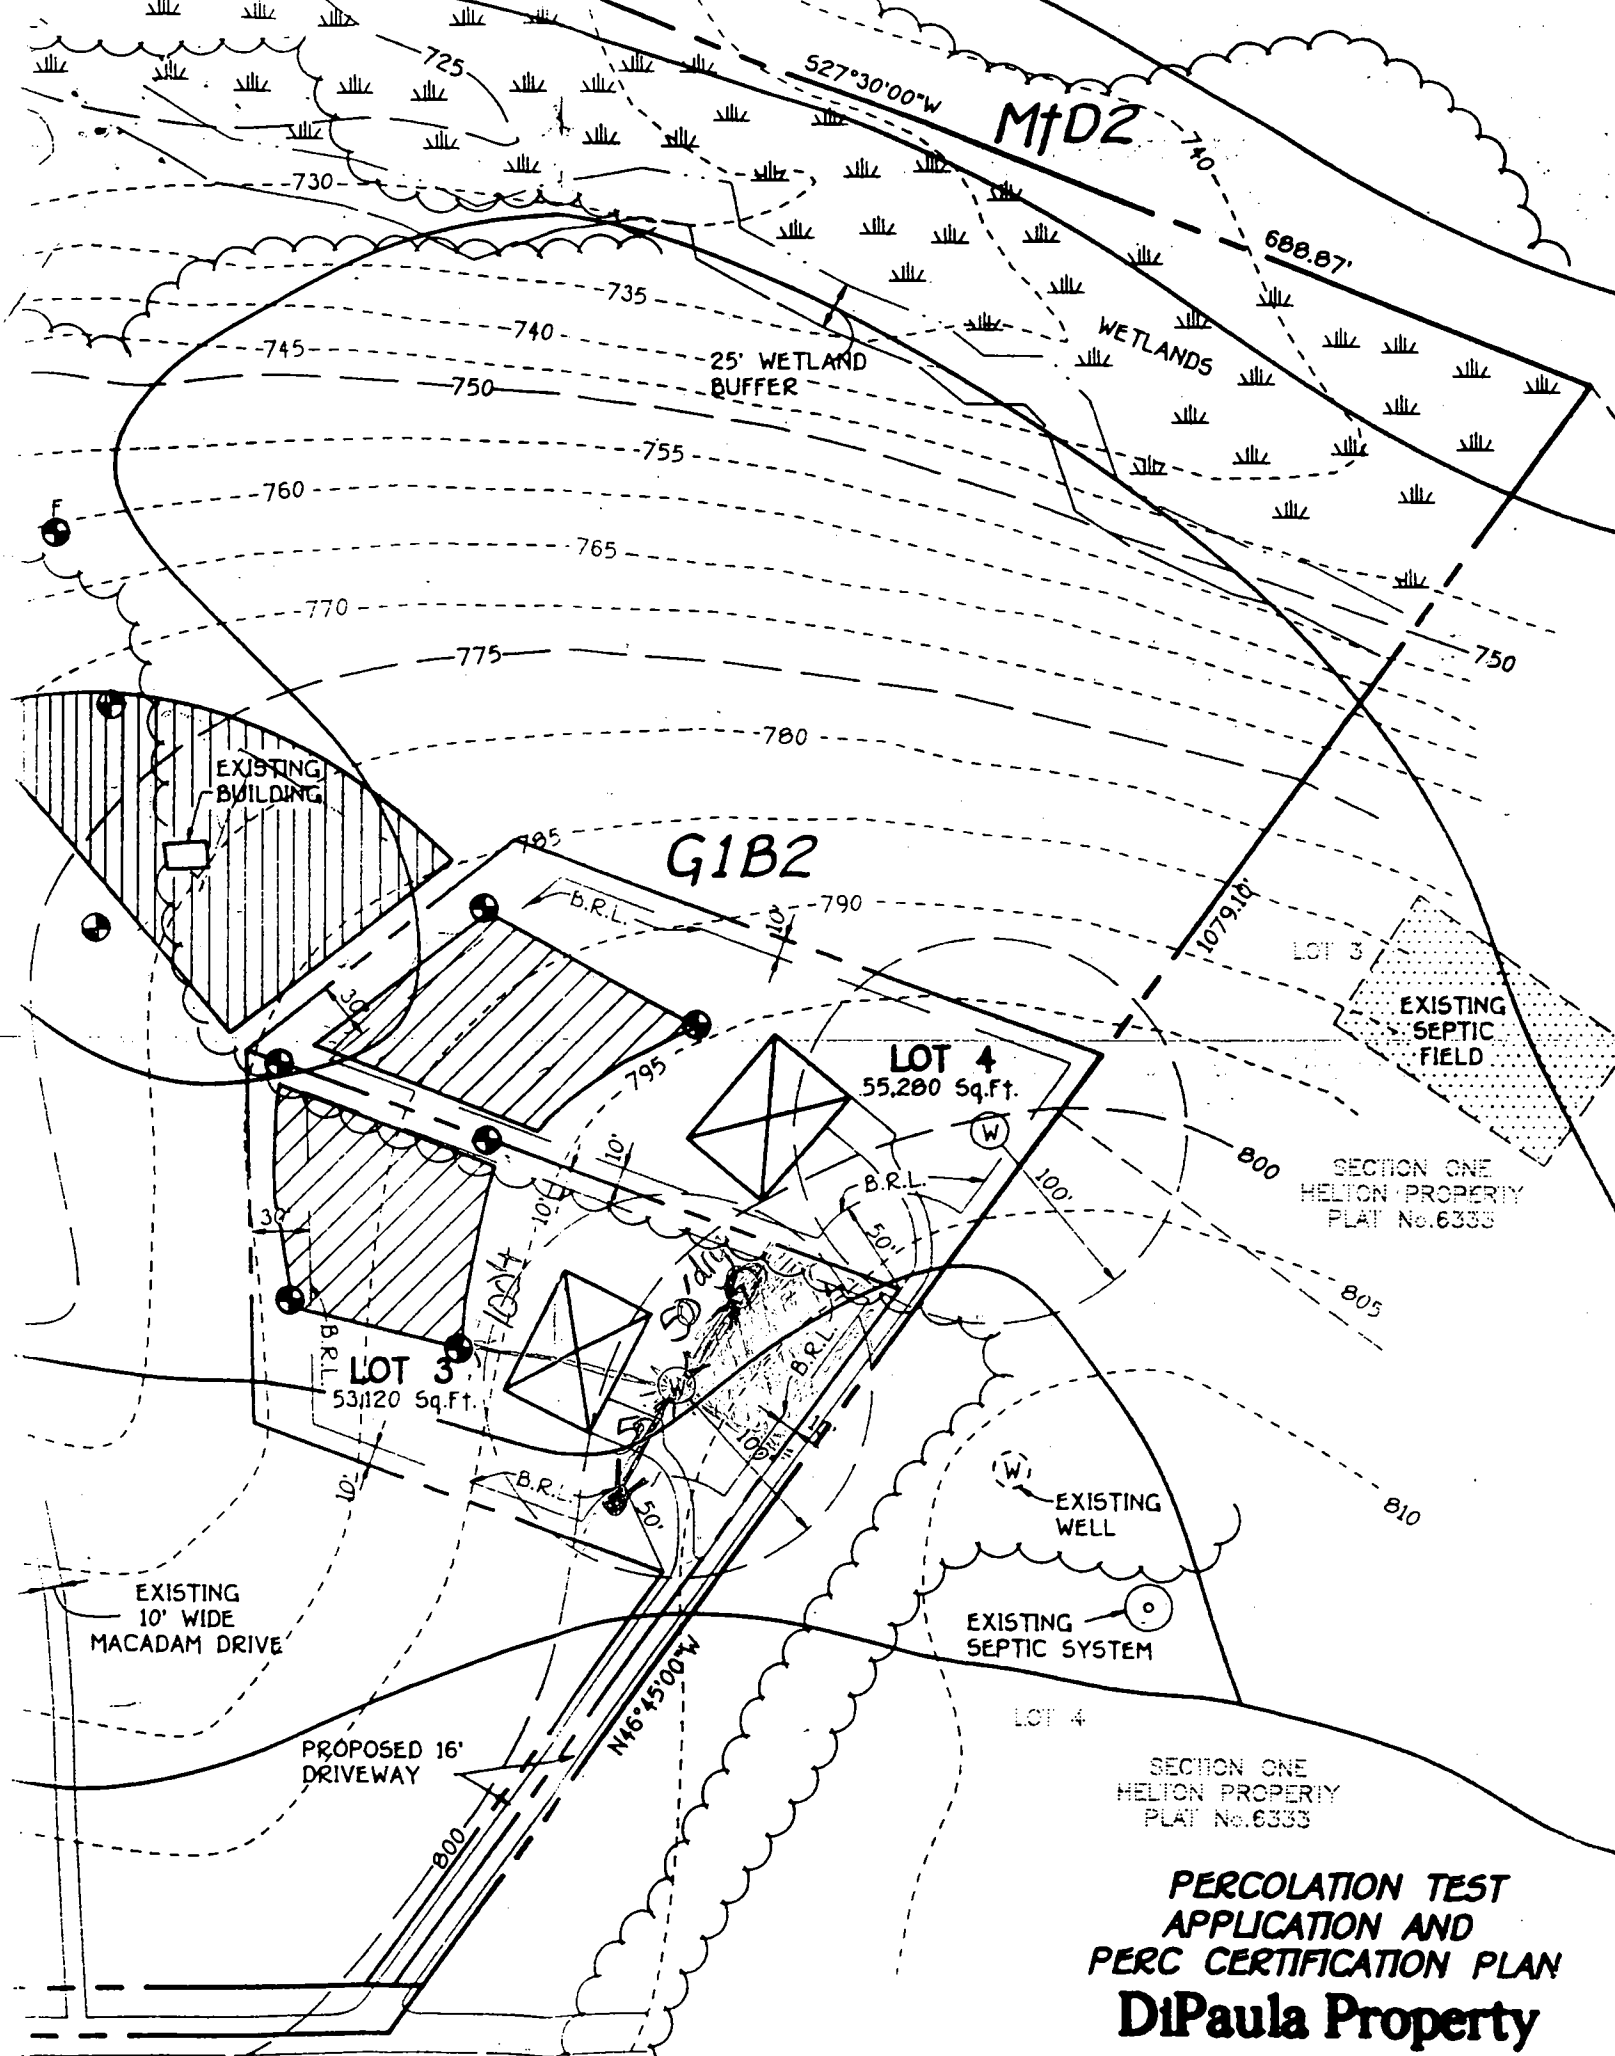 725
S27°30'00"W
MtD2
740
730
688.87'
735
740
WETLANDS
745
25' WETLAND
BUFFER
750
755
760
F
765
770
775
750
780
EXISTING
BUILDING
785
G1B2
B.R.L.
10'
790
1079.10'
LOT 3
EXISTING
SEPTIC
FIELD
30'
795
LOT 4
55,280 Sq.Ft.
W
10'
800
SECTION ONE
HELTON PROPERTY
PLAT No.6333
B.R.L.
100'
10'
30'
50'
50' dry
805
B.R.L.
B.R.L.
LOT 3
53,120 Sq.Ft.
W
100'
10'
W
EXISTING
WELL
810
10'
B.R.L.
50'
EXISTING
10' WIDE
MACADAM DRIVE
EXISTING
SEPTIC SYSTEM
N46°45'00"W
LOT 4
PROPOSED 16'
DRIVEWAY
SECTION ONE
HELTON PROPERTY
PLAT No.6333
800
PERCOLATION TEST
APPLICATION AND
PERC CERTIFICATION PLAN
DiPaula Property